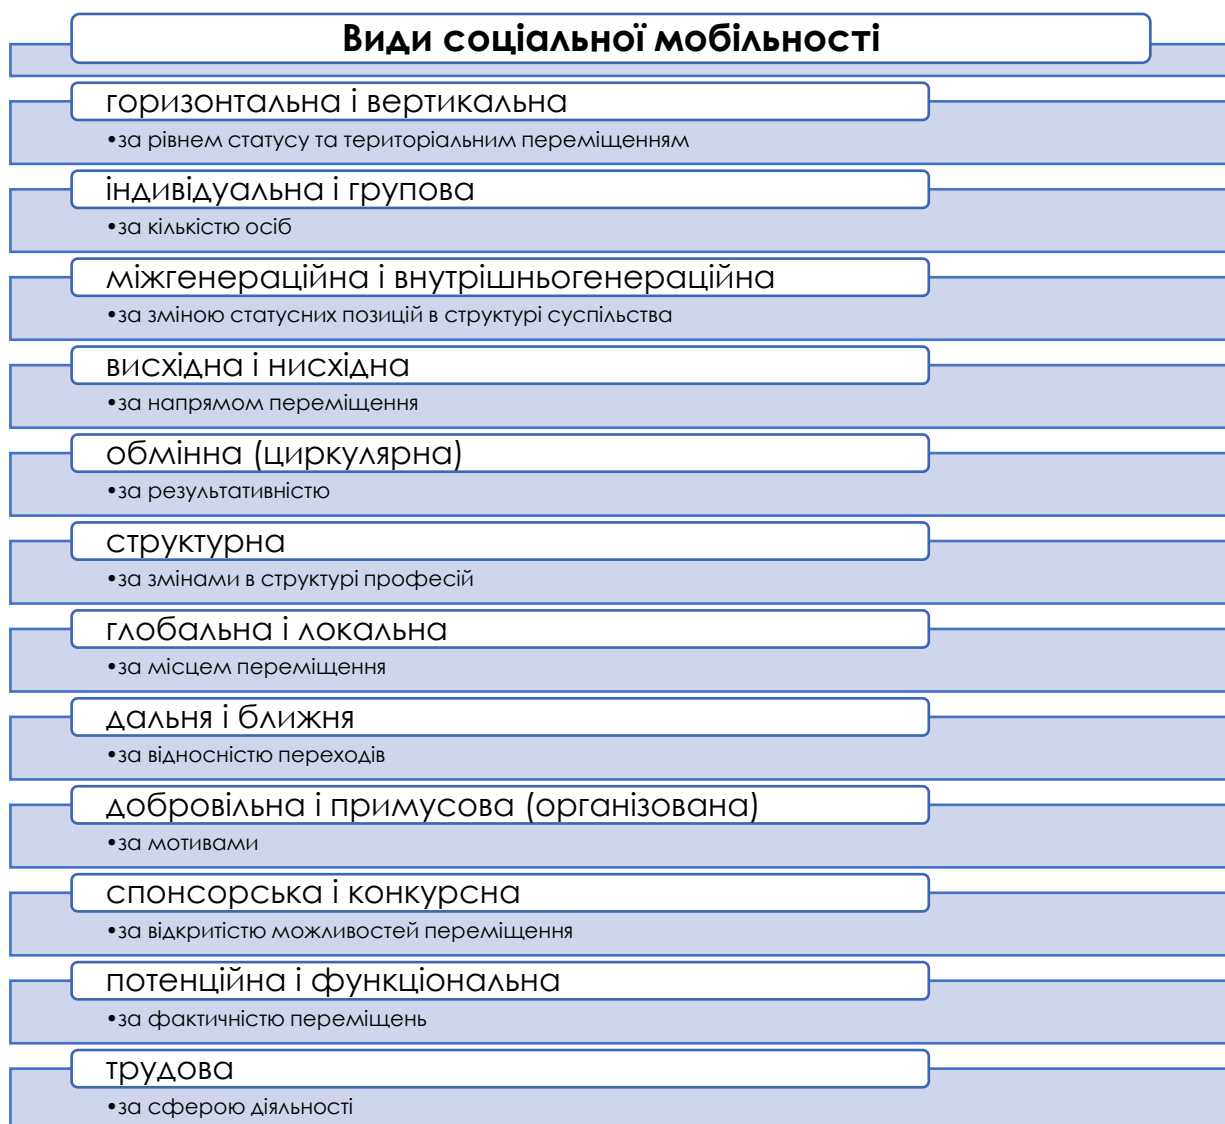 Види соціальної мобільності
горизонтальна і вертикальна
•за рівнем статусу та територіальним переміщенням
індивідуальна і групова
•за кількістю осіб
міжгенераційна і внутрішньогенераційна
•за зміною статусних позицій в структурі суспільства
висхідна і нисхідна
•за напрямом переміщення
обмінна (циркулярна)
•за результативністю
структурна
•за змінами в структурі професій
глобальна і локальна
•за місцем переміщення
дальня і ближня
•за відносністю переходів
добровільна і примусова (організована)
•за мотивами
спонсорська і конкурсна
•за відкритістю можливостей переміщення
потенційна і функціональна
•за фактичністю переміщень
трудова
•за сферою діяльності